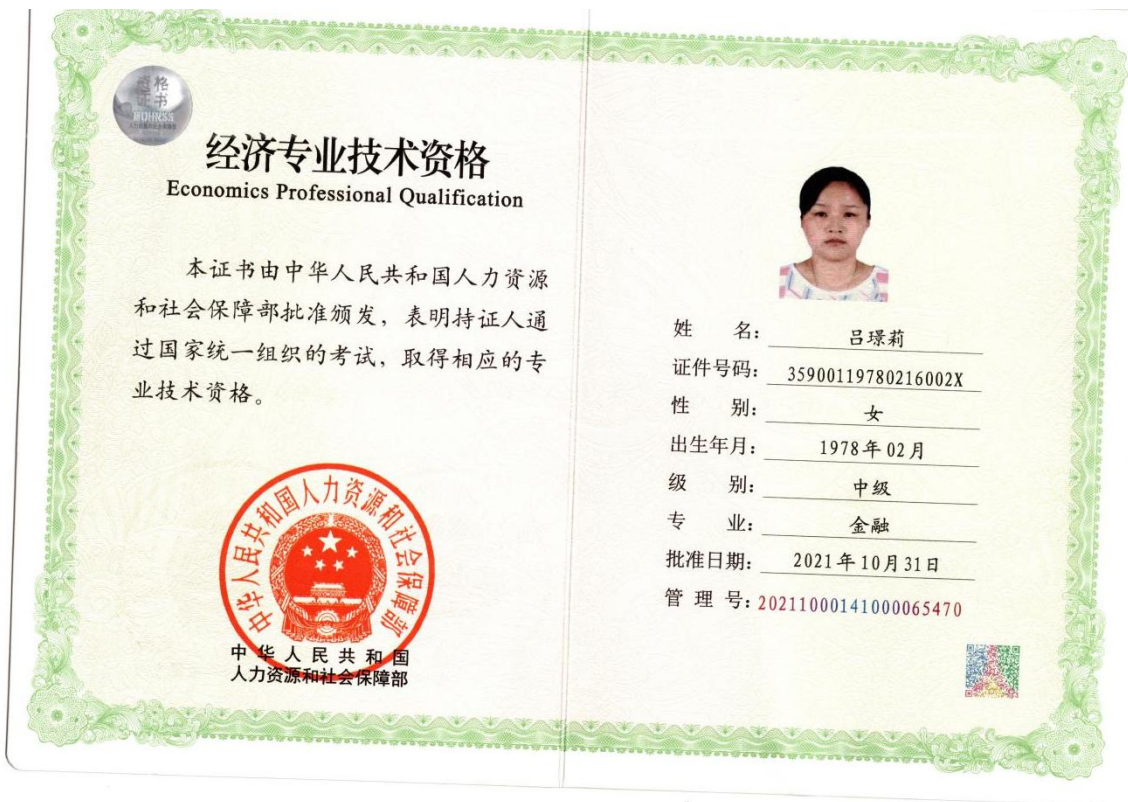 资格
证书
MOHRSS
经济专业技术资格
Economics Professional Qualification
本证书由中华人民共和国人力资源
和社会保障部批准颁发，表明持证人通
过国家统一组织的考试，取得相应的专
业技术资格。
中华人民共和国人力资源和社会保障部
中华人民共和国
人力资源和社会保障部
姓 名： 吕璟莉
证件号码： 35900119780216002X
性 别： 女
出生年月： 1978年02月
级 别： 中级
专 业： 金融
批准日期： 2021年10月31日
管 理 号：20211000141000065470